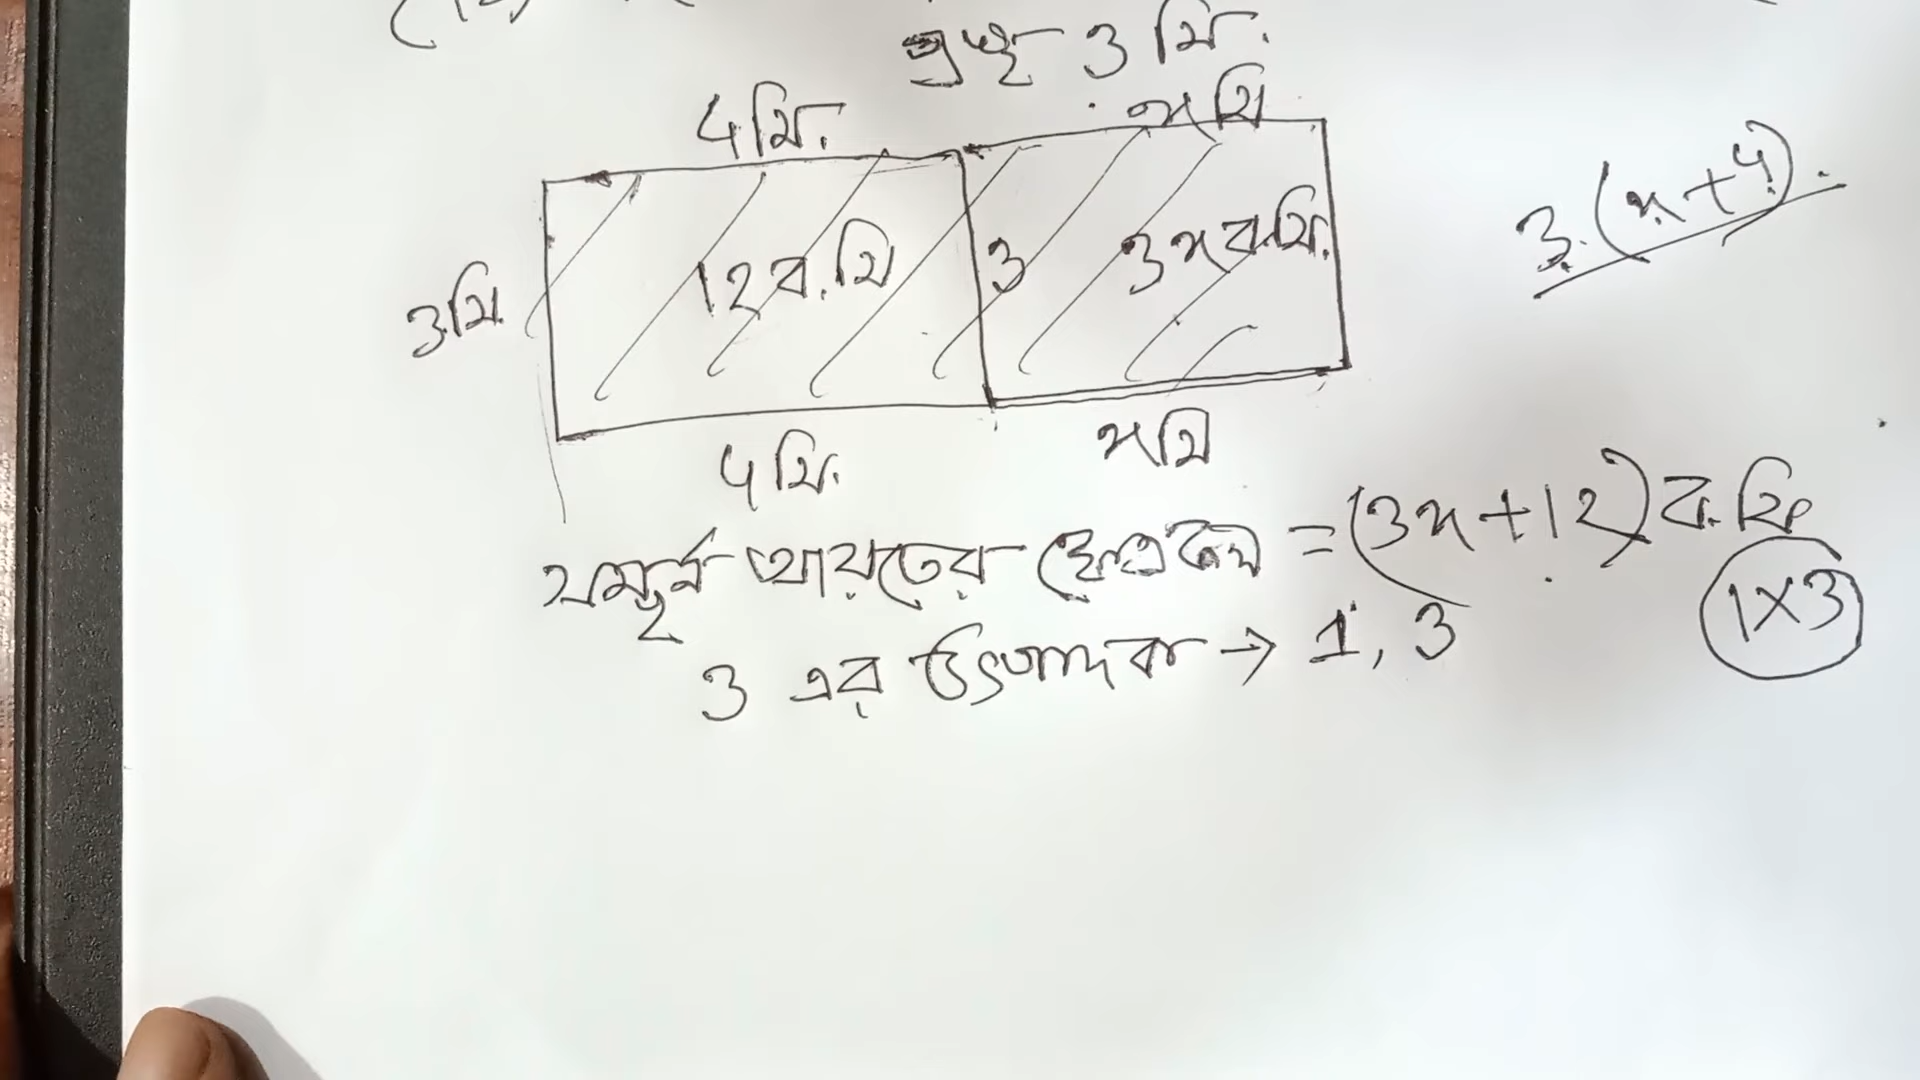 প্রস্থ 3 মি.
4 মি. x মি
3 মি. 12 ব. মি 3 3x ব. মি. 3.(x+4).
4 মি. x মি
সম্পূর্ন আয়তের ক্ষেত্রফল = (3x+12) ব. মি
3 এর উৎপাদক → 1, 3
1×3